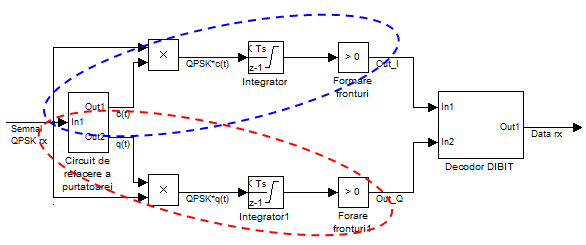 ×
K Ts
z-1
> 0
QPSK*c(t)
Out_I
Integrator
Formare
fronturi
Out1
c(t)
In1
Out2
Semnal
QPSK rx
q(t)
Circuit de
refacere a
purtatoarei
In1
In2
Out1
Data rx
Decodor DIBIT
×
K Ts
z-1
> 0
QPSK*q(t)
Out_Q
Integrator1
Forare
fronturi1